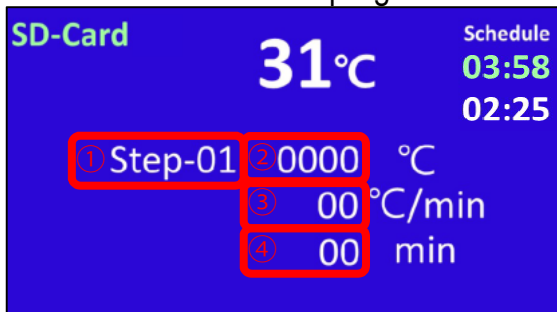 SD-Card
31℃
Schedule
03:58
02:25
①Step-01 ②0000 ℃
③ 00 ℃/min
④ 00 min